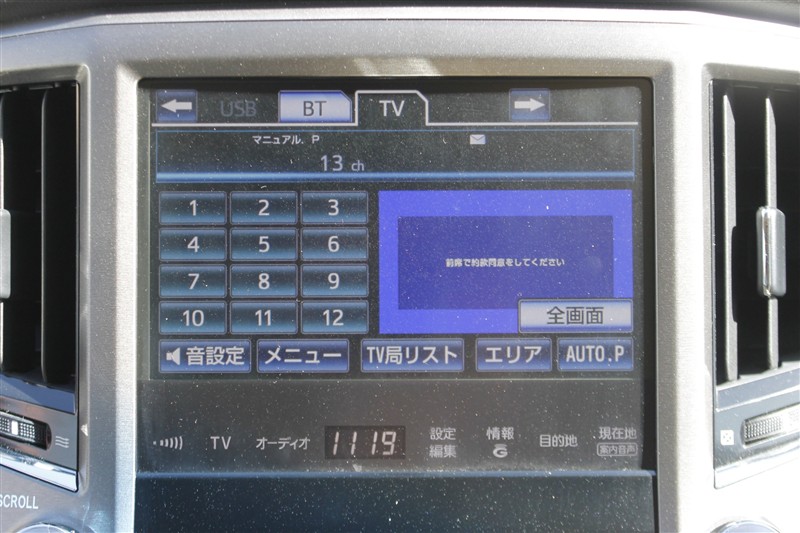 USB BT TV
マニュアル. P
13 ch
1 2 3
4 5 6
7 8 9
10 11 12
前席で約款同意をしてください
全画面
音設定 メニュー TV局リスト エリア AUTO.P
TV オーディオ 11:19 設定 編集 情報 G 目的地 現在地 案内音声
SCROLL